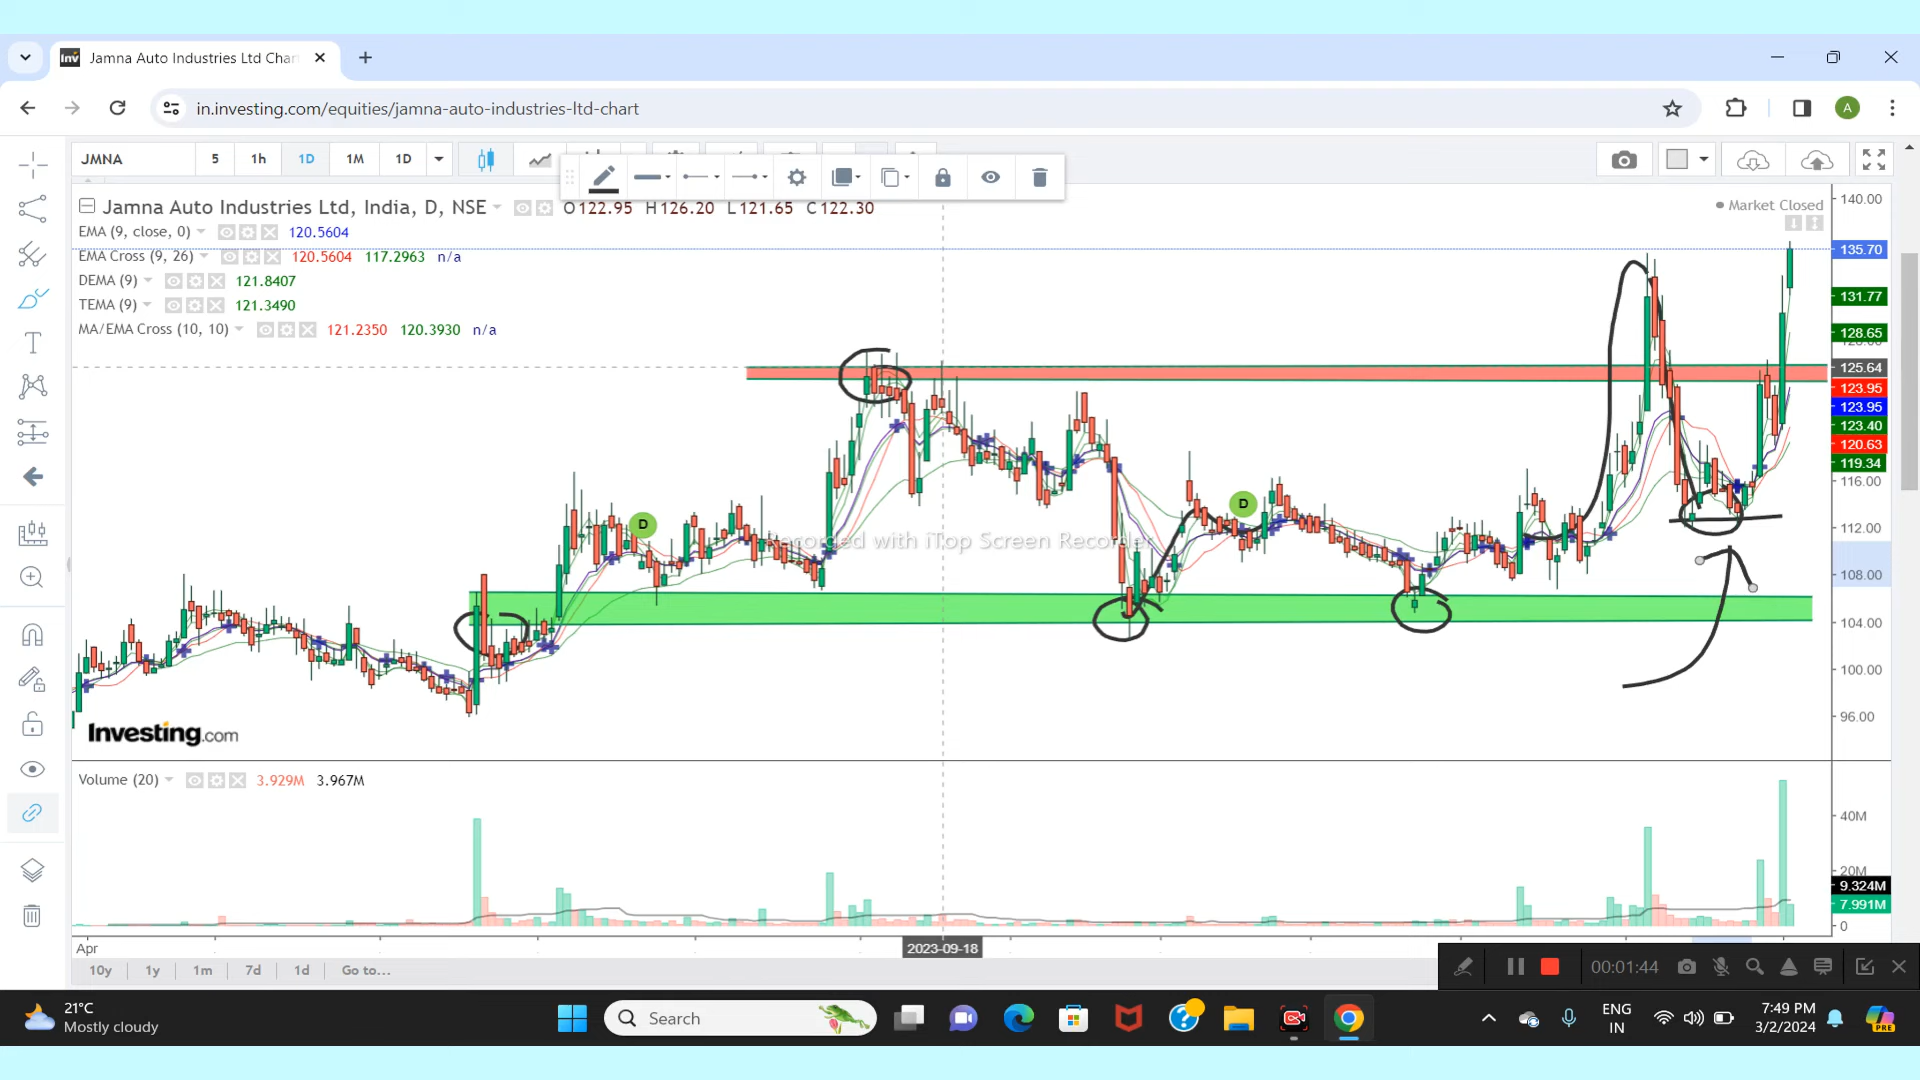 Jamna Auto Industries Ltd Char
in.investing.com/equities/jamna-auto-industries-ltd-chart
A
JMNA 5 1h 1D 1M 1D
Jamna Auto Industries Ltd, India, D, NSE O122.95 H126.20 L121.65 C122.30
Market Closed
EMA (9, close, 0) 120.5604
EMA Cross (9, 26) 120.5604 117.2963 n/a
DEMA (9) 121.8407
TEMA (9) 121.3490
MA/EMA Cross (10, 10) 121.2350 120.3930 n/a
140.00
135.70
131.77
128.65
125.64
123.95
123.95
123.40
120.63
119.34
116.00
112.00
108.00
104.00
100.00
96.00
D
D
Recorded with iTop Screen Recorder
Investing.com
Volume (20) 3.929M 3.967M
40M
20M
9.324M
7.991M
0
Apr
2023-09-18
10y 1y 1m 7d 1d Go to...
00:01:44
21°C
Mostly cloudy
Search
ENG
IN
7:49 PM
3/2/2024
PRE